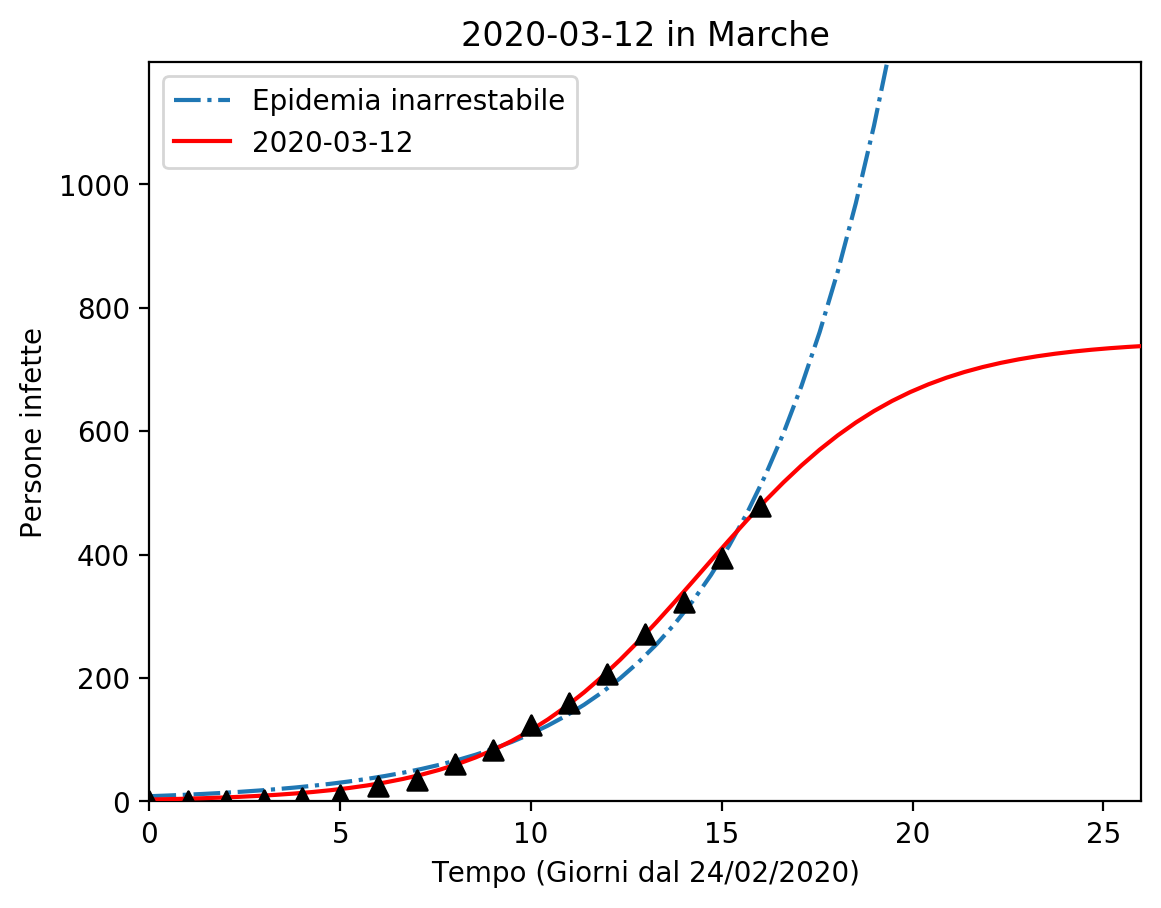 2020-03-12 in Marche
Epidemia inarrestabile
2020-03-12
1000
800
600
400
200
0
Persone infette
0 5 10 15 20 25
Tempo (Giorni dal 24/02/2020)